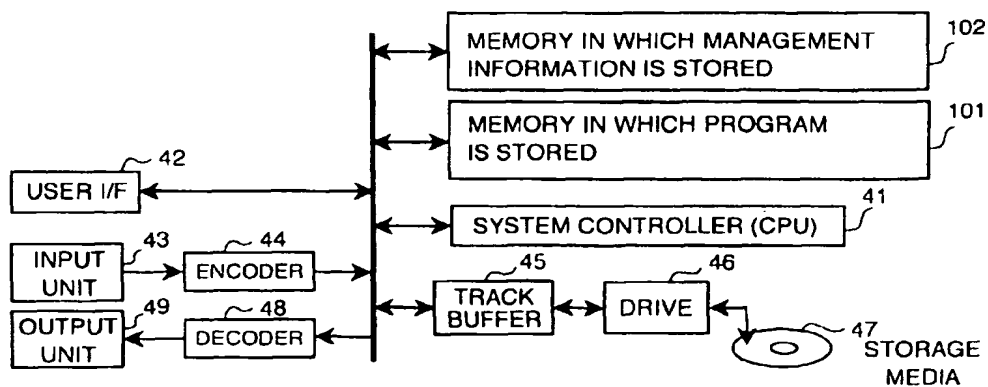 102
MEMORY IN WHICH MANAGEMENT
INFORMATION IS STORED
101
MEMORY IN WHICH PROGRAM
IS STORED
42
USER I/F
41
SYSTEM CONTROLLER (CPU)
43
INPUT
UNIT
44
ENCODER
45
TRACK
BUFFER
46
DRIVE
49
OUTPUT
UNIT
48
DECODER
47
STORAGE
MEDIA